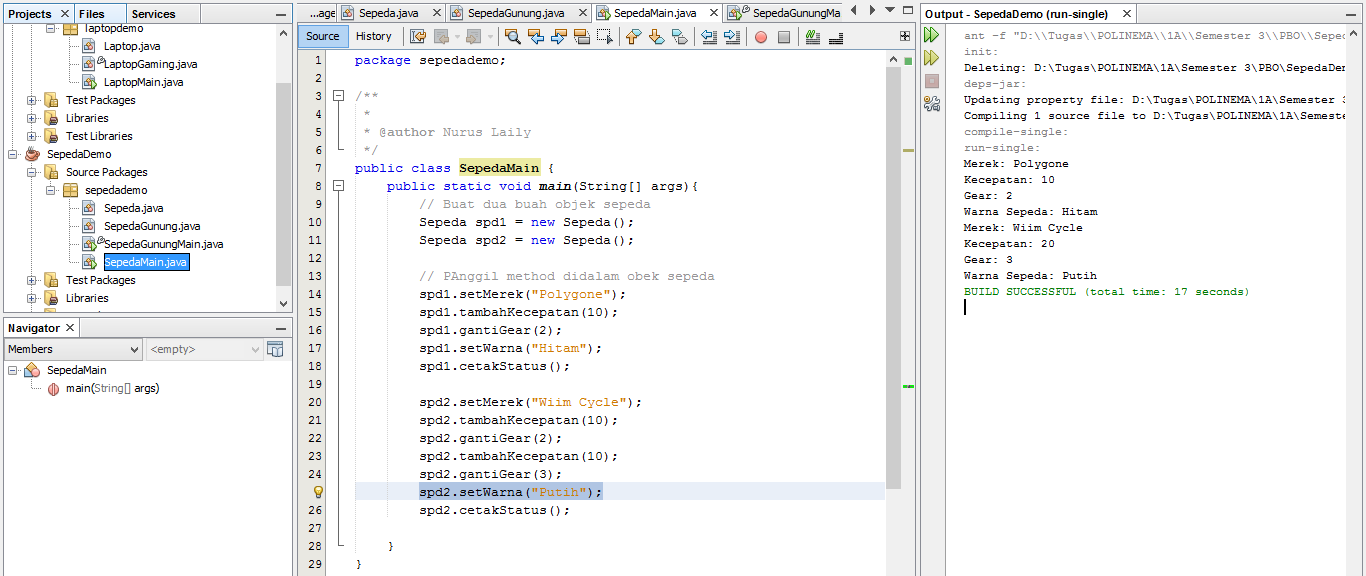 Projects
Files
Services
laptopdemo
Laptop.java
LaptopGaming.java
LaptopMain.java
Test Packages
Libraries
Test Libraries
SepedaDemo
Source Packages
sepedademo
Sepeda.java
SepedaGunung.java
SepedaGunungMain.java
SepedaMain.java
Test Packages
Libraries
Navigator
Members
<empty>
SepedaMain
main(String[] args)
...age
Sepeda.java
SepedaGunung.java
SepedaMain.java
SepedaGunungMa
Source
History
1 package sepedademo;
2
3 /**
4 *
5 * @author Nurus Laily
6 */
7 public class SepedaMain {
8 public static void main(String[] args){
9 // Buat dua buah objek sepeda
10 Sepeda spd1 = new Sepeda();
11 Sepeda spd2 = new Sepeda();
12
13 // PAnggil method didalam obek sepeda
14 spd1.setMerek("Polygone");
15 spd1.tambahKecepatan(10);
16 spd1.gantiGear(2);
17 spd1.setWarna("Hitam");
18 spd1.cetakStatus();
19
20 spd2.setMerek("Wiim Cycle");
21 spd2.tambahKecepatan(10);
22 spd2.gantiGear(2);
23 spd2.tambahKecepatan(10);
24 spd2.gantiGear(3);
spd2.setWarna("Putih");
26 spd2.cetakStatus();
27
28 }
29 }
Output - SepedaDemo (run-single)
ant -f "D:\\Tugas\\POLINEMA\\1A\\Semester 3\\PBO\\Seped
init:
Deleting: D:\Tugas\POLINEMA\1A\Semester 3\PBO\SepedaDem
deps-jar:
Updating property file: D:\Tugas\POLINEMA\1A\Semester 3
Compiling 1 source file to D:\Tugas\POLINEMA\1A\Semeste
compile-single:
run-single:
Merek: Polygone
Kecepatan: 10
Gear: 2
Warna Sepeda: Hitam
Merek: Wiim Cycle
Kecepatan: 20
Gear: 3
Warna Sepeda: Putih
BUILD SUCCESSFUL (total time: 17 seconds)